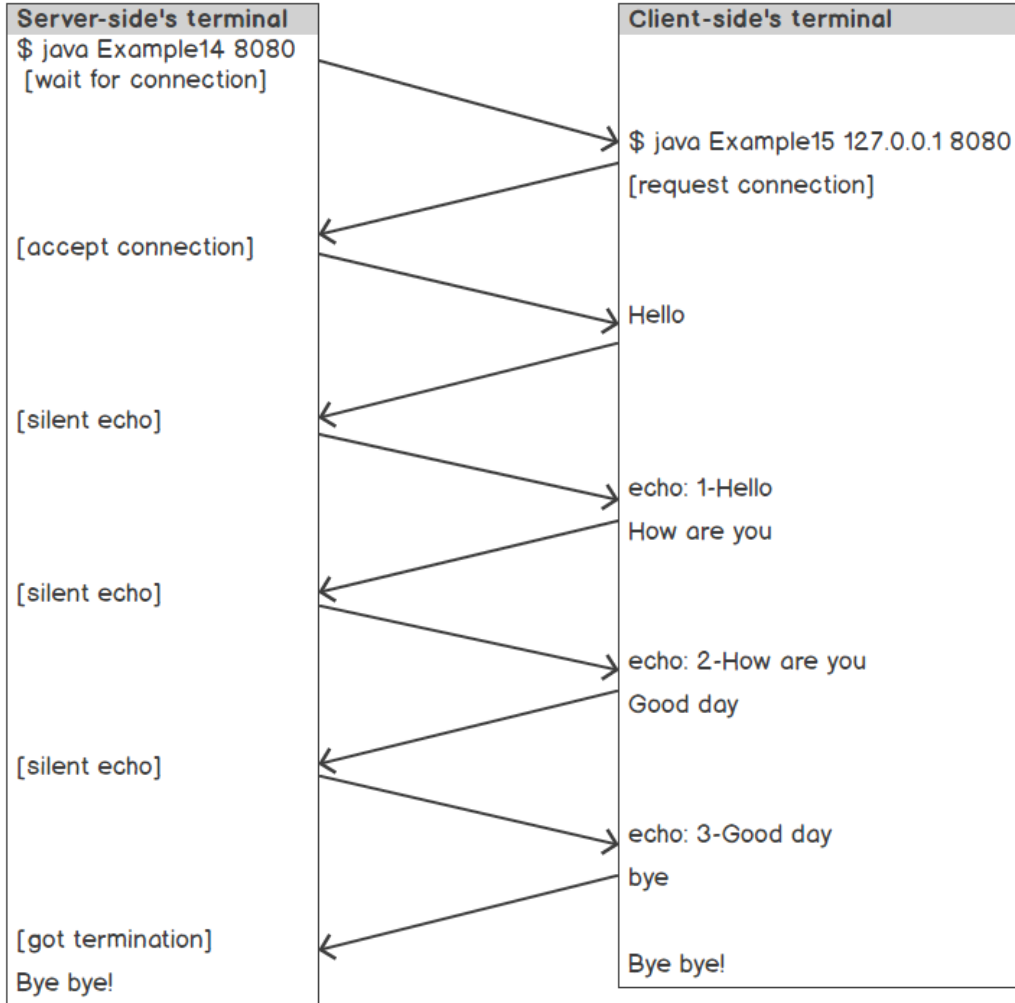 Server-side's terminal
$ java Example14 8080
[wait for connection]
[accept connection]
[silent echo]
[silent echo]
[silent echo]
[got termination]
Bye bye!
Client-side's terminal
$ java Example15 127.0.0.1 8080
[request connection]
Hello
echo: 1-Hello
How are you
echo: 2-How are you
Good day
echo: 3-Good day
bye
Bye bye!